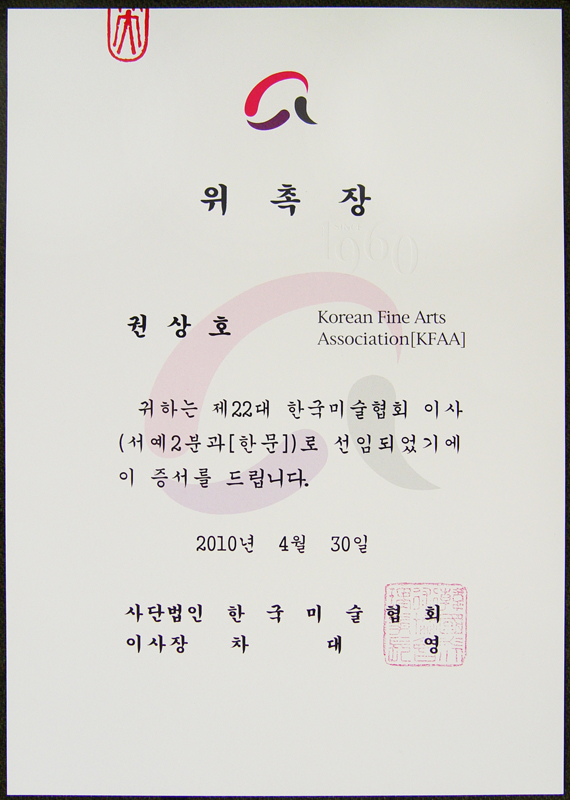 위 촉 장
1960
권 상 호
Korean Fine Arts
Association[KFAA]
귀하는 제22대 한국미술협회 이사
(서예2분과[한문])로 선임되었기에
이 증서를 드립니다.
2010년 4월 30일
사단법인 한 국 미 술 협 회
이사장 차 대 영